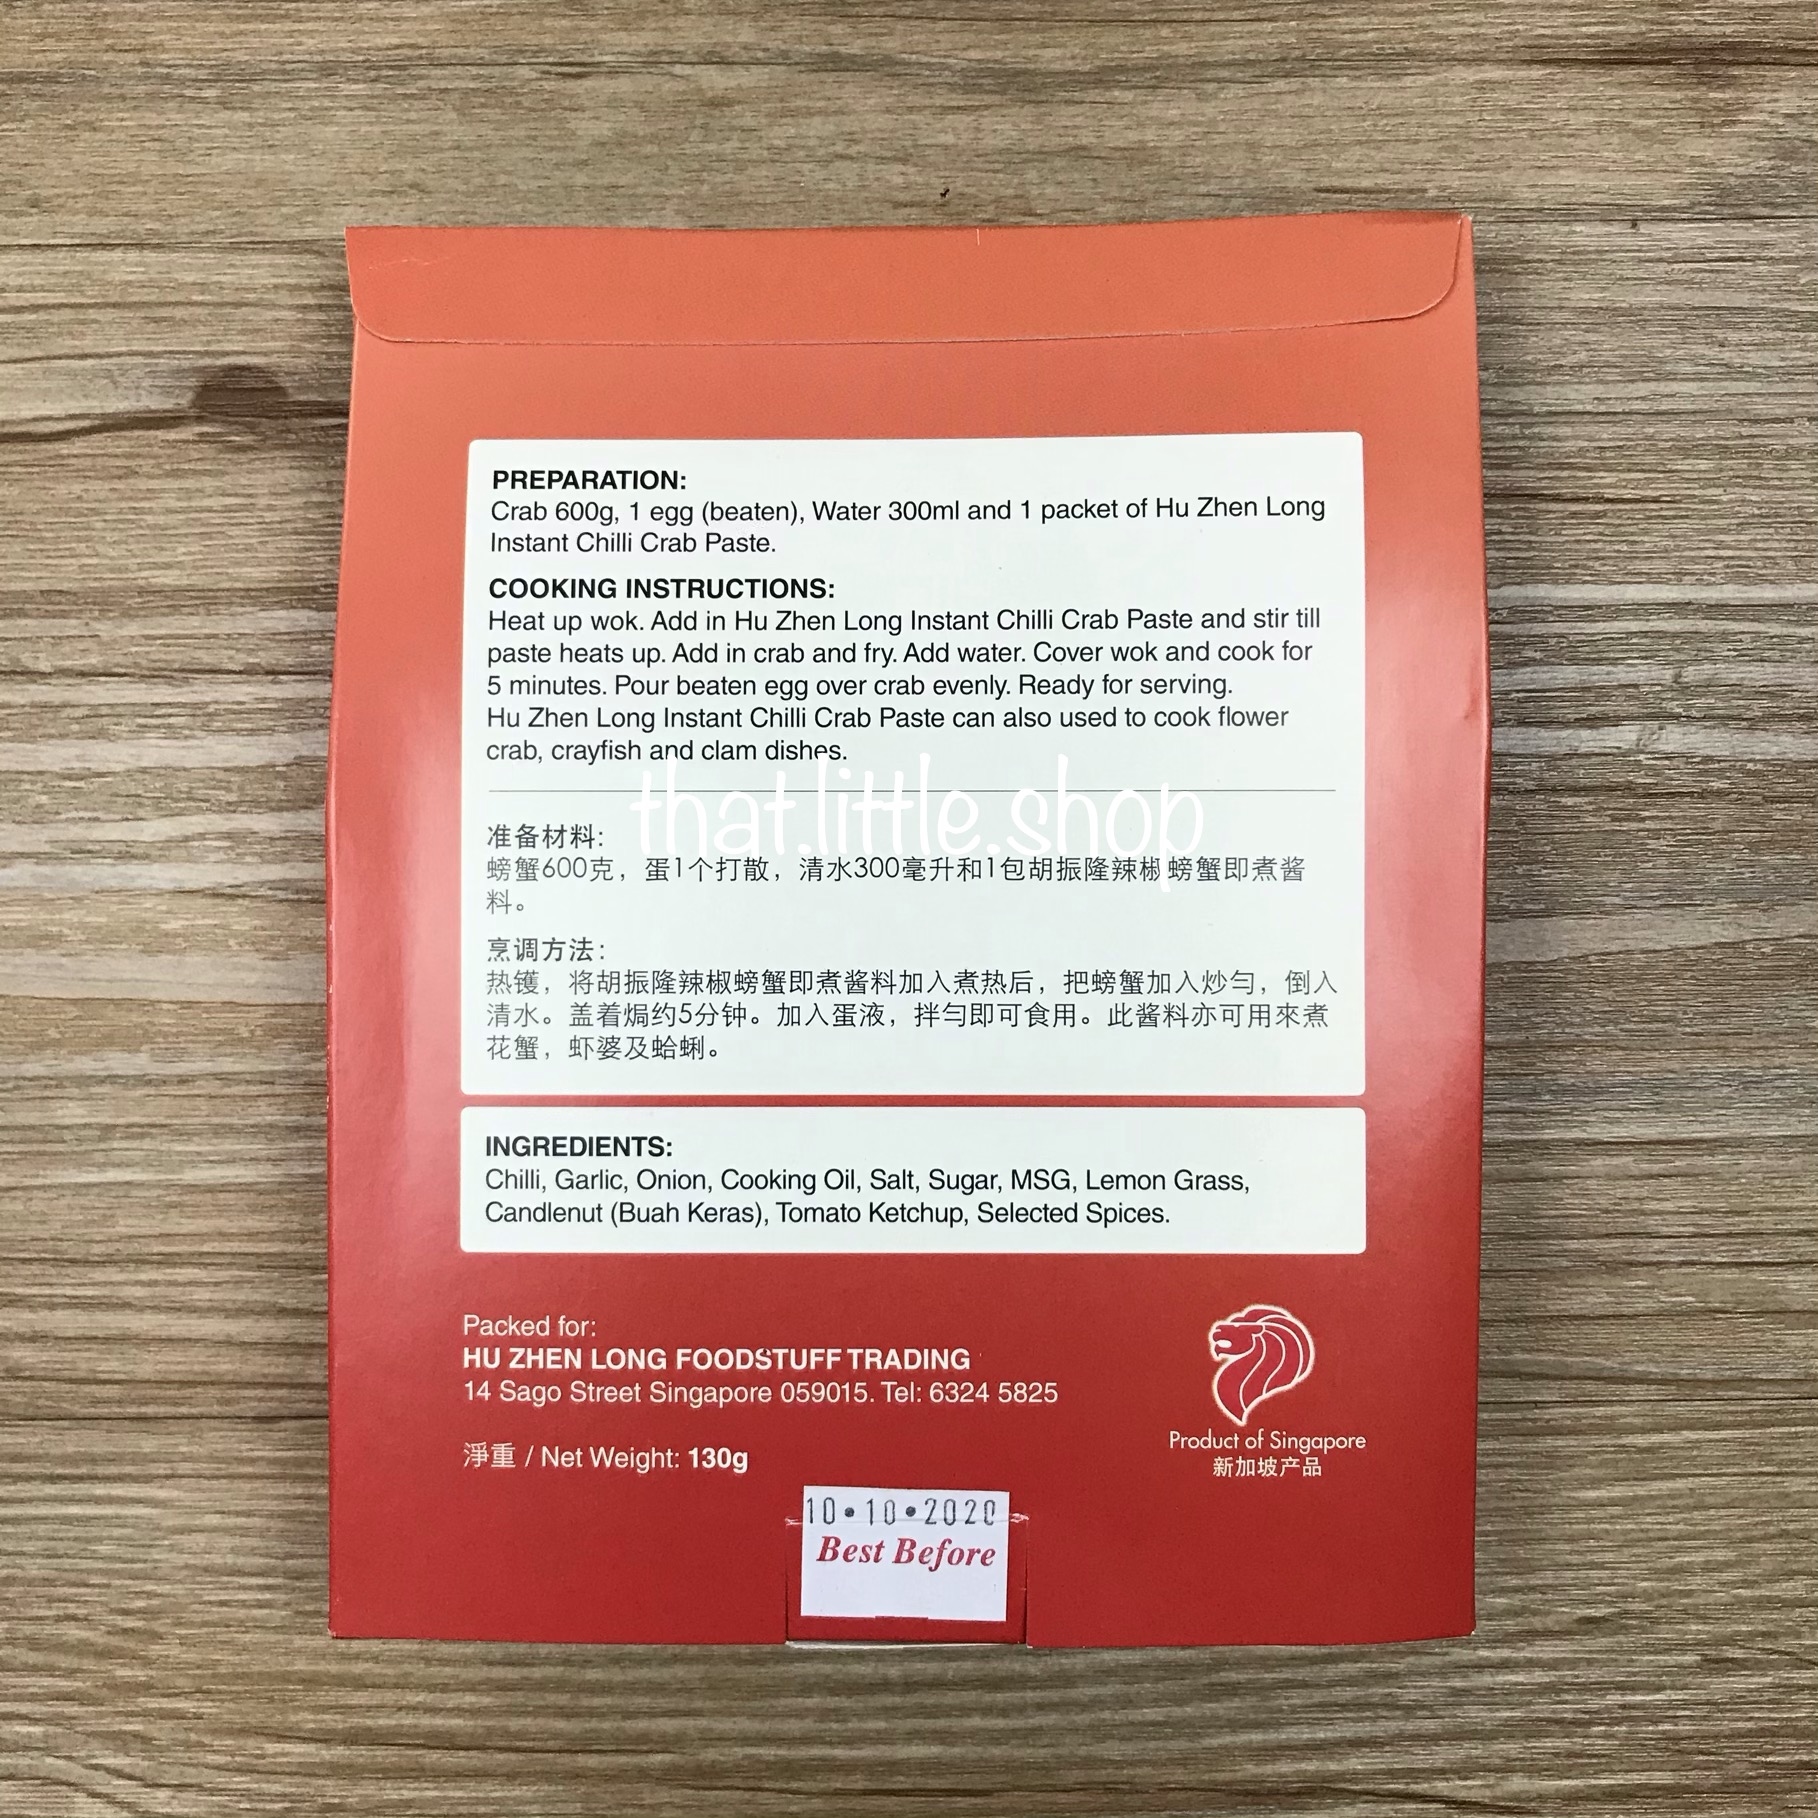 PREPARATION:
Crab 600g, 1 egg (beaten), Water 300ml and 1 packet of Hu Zhen Long
Instant Chilli Crab Paste.
COOKING INSTRUCTIONS:
Heat up wok. Add in Hu Zhen Long Instant Chilli Crab Paste and stir till
paste heats up. Add in crab and fry. Add water. Cover wok and cook for
5 minutes. Pour beaten egg over crab evenly. Ready for serving.
Hu Zhen Long Instant Chilli Crab Paste can also used to cook flower
crab, crayfish and clam dishes.
that.little.shop
准备材料:
螃蟹600克，蛋1个打散，清水300毫升和1包胡振隆辣椒螃蟹即煮酱
料。
烹调方法:
热镬，将胡振隆辣椒螃蟹即煮酱料加入煮热后，把螃蟹加入炒匀，倒入
清水。盖着焗约5分钟。加入蛋液，拌匀即可食用。此酱料亦可用來煮
花蟹，虾婆及蛤蜊。
INGREDIENTS:
Chilli, Garlic, Onion, Cooking Oil, Salt, Sugar, MSG, Lemon Grass,
Candlenut (Buah Keras), Tomato Ketchup, Selected Spices.
Packed for:
HU ZHEN LONG FOODSTUFF TRADING
14 Sago Street Singapore 059015. Tel: 6324 5825
淨重 / Net Weight: 130g
Product of Singapore
新加坡产品
10•10•2020
Best Before